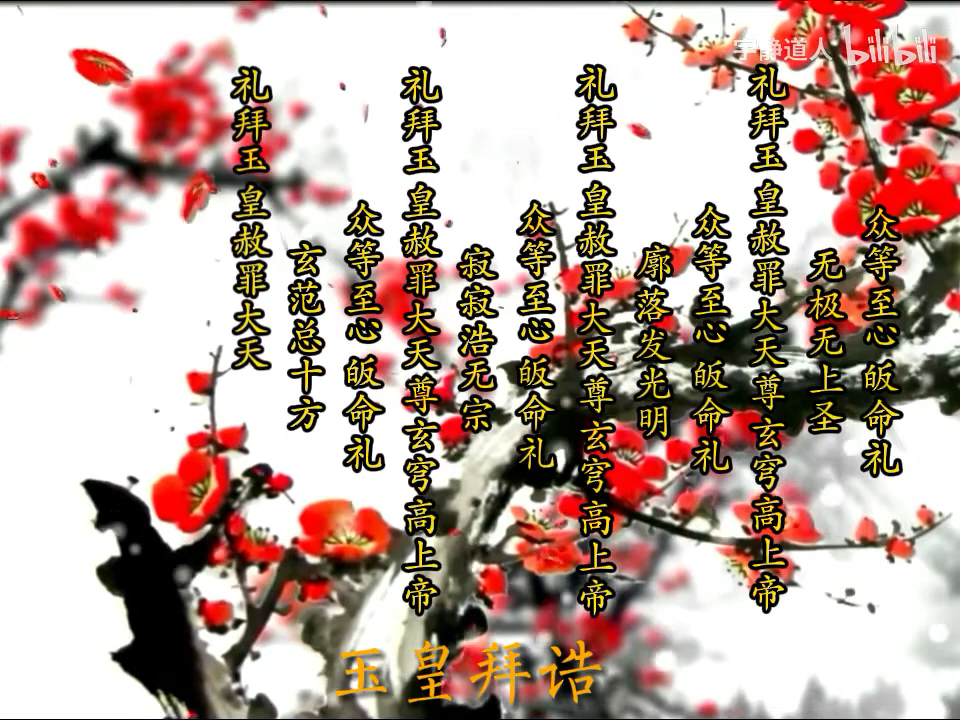 宇静道人 bilibili
众等至心皈命礼
无极无上圣
礼拜玉皇赦罪大天尊玄穹高上帝
众等至心皈命礼
廓落发光明
礼拜玉皇赦罪大天尊玄穹高上帝
众等至心皈命礼
寂寂浩无宗
礼拜玉皇赦罪大天尊玄穹高上帝
众等至心皈命礼
玄范总十方
礼拜玉皇赦罪大天
玉皇拜诰